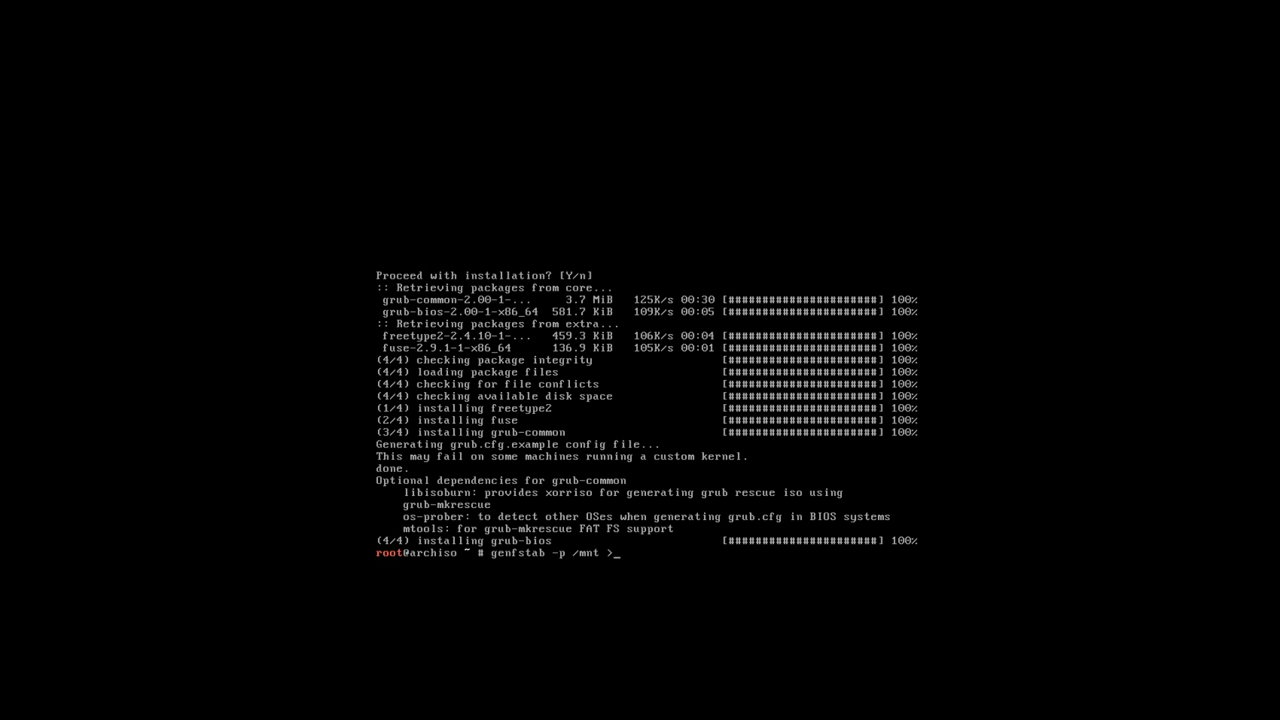 Proceed with installation? [Y/n]
:: Retrieving packages from core...
grub-common-2.00-1-... 3.7 MiB 125K/s 00:30 [######################] 100%
grub-bios-2.00-1-x86_64 581.7 KiB 109K/s 00:05 [######################] 100%
:: Retrieving packages from extra...
freetype2-2.4.10-1-... 459.3 KiB 106K/s 00:04 [######################] 100%
fuse-2.9.1-1-x86_64 136.9 KiB 105K/s 00:01 [######################] 100%
(4/4) checking package integrity [######################] 100%
(4/4) loading package files [######################] 100%
(4/4) checking for file conflicts [######################] 100%
(4/4) checking available disk space [######################] 100%
(1/4) installing freetype2 [######################] 100%
(2/4) installing fuse [######################] 100%
(3/4) installing grub-common [######################] 100%
Generating grub.cfg.example config file...
This may fail on some machines running a custom kernel.
done.
Optional dependencies for grub-common
libisoburn: provides xorriso for generating grub rescue iso using
grub-mkrescue
os-prober: to detect other OSes when generating grub.cfg in BIOS systems
mtools: for grub-mkrescue FAT FS support
(4/4) installing grub-bios [######################] 100%
root@archiso ~ # genfstab -p /mnt >_